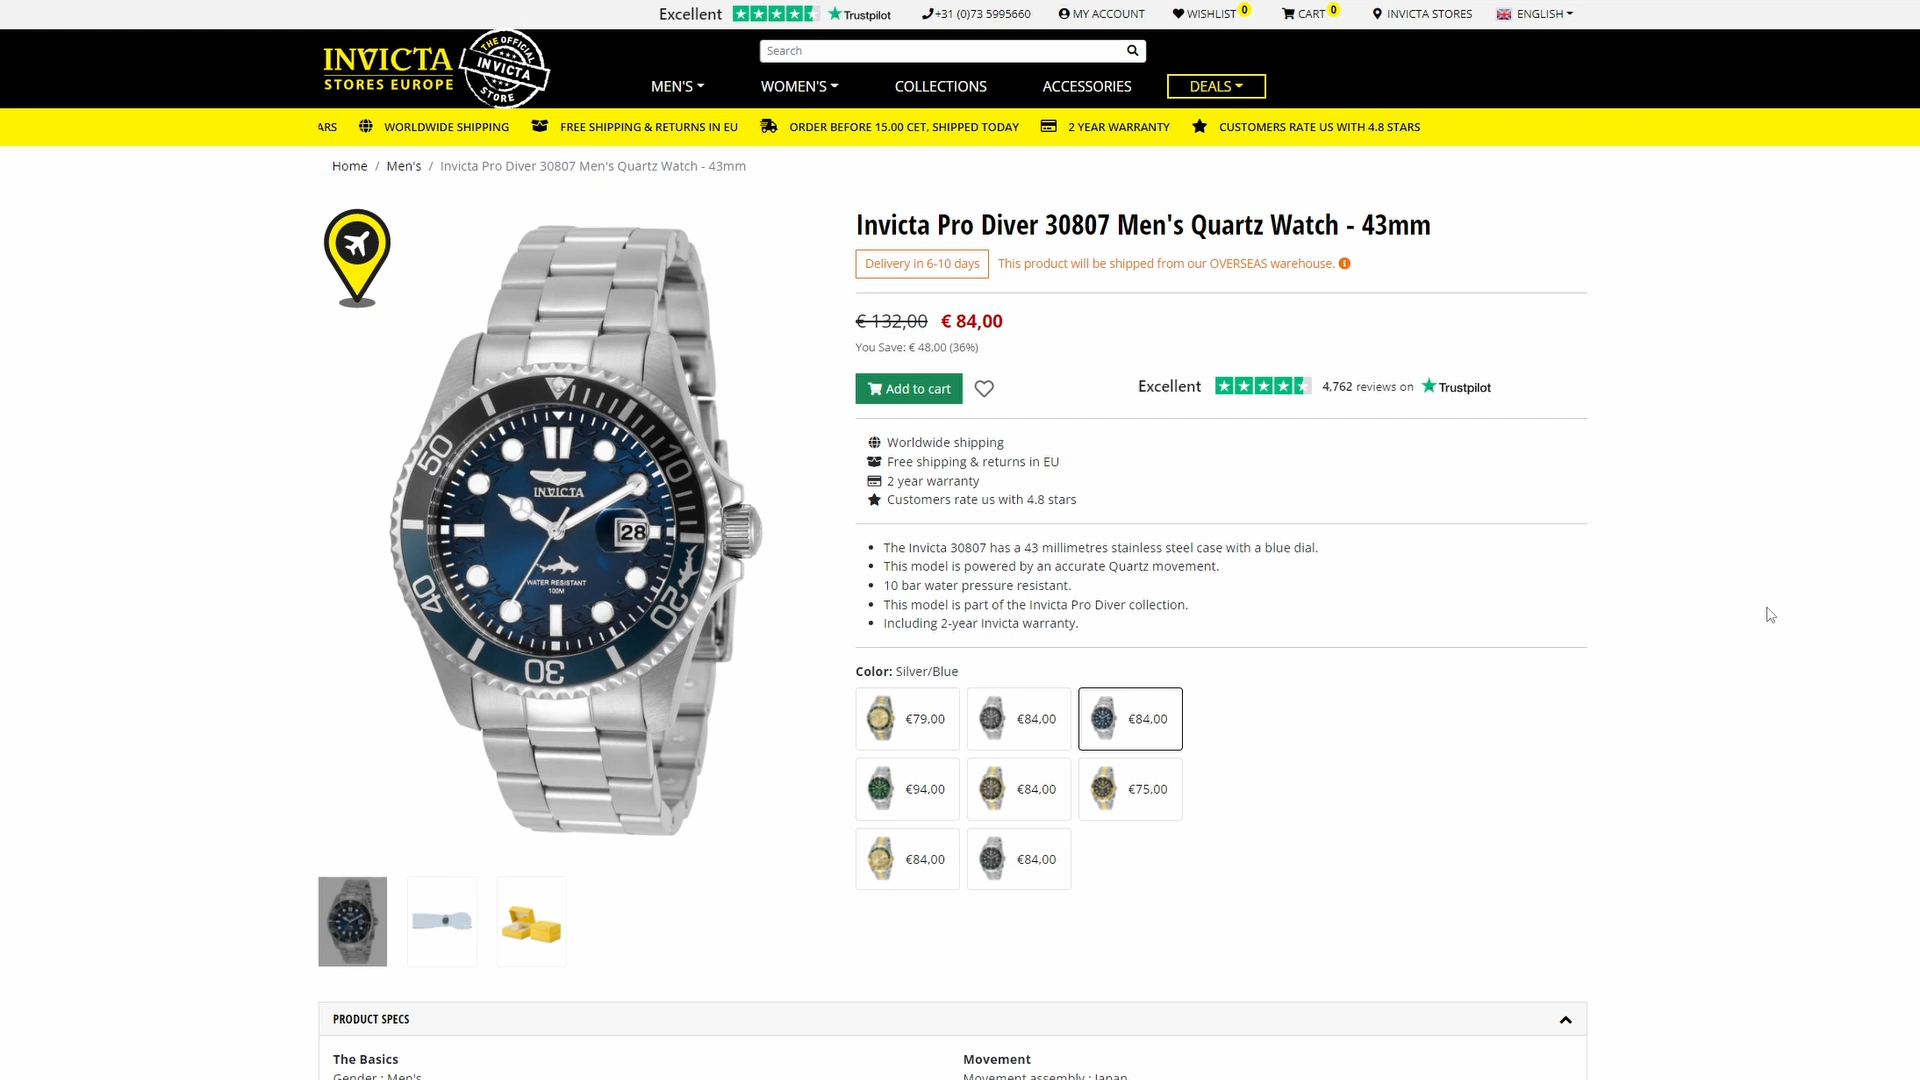 Excellent Trustpilot +31 (0)73 5995660 MY ACCOUNT WISHLIST 0 CART 0 INVICTA STORES ENGLISH
INVICTA
STORES EUROPE
THE OFFICIAL
INVICTA
STORE
Search
MEN'S WOMEN'S COLLECTIONS ACCESSORIES DEALS
ARS WORLDWIDE SHIPPING FREE SHIPPING & RETURNS IN EU ORDER BEFORE 15.00 CET, SHIPPED TODAY 2 YEAR WARRANTY CUSTOMERS RATE US WITH 4.8 STARS
Home / Men's / Invicta Pro Diver 30807 Men's Quartz Watch - 43mm
Invicta Pro Diver 30807 Men's Quartz Watch - 43mm
Delivery in 6-10 days This product will be shipped from our OVERSEAS warehouse.
€ 132,00 € 84,00
You Save: € 48,00 (36%)
Add to cart
Excellent 4,762 reviews on Trustpilot
Worldwide shipping
Free shipping & returns in EU
2 year warranty
Customers rate us with 4.8 stars
The Invicta 30807 has a 43 millimetres stainless steel case with a blue dial.
This model is powered by an accurate Quartz movement.
10 bar water pressure resistant.
This model is part of the Invicta Pro Diver collection.
Including 2-year Invicta warranty.
50
10
INVICTA
28
WATER RESISTANT
100M
40
20
30
Color: Silver/Blue
€79,00 €84,00 €84,00
€94,00 €84,00 €75,00
€84,00 €84,00
PRODUCT SPECS
The Basics
Gender : Men's
Movement
Movement assembly : Japan